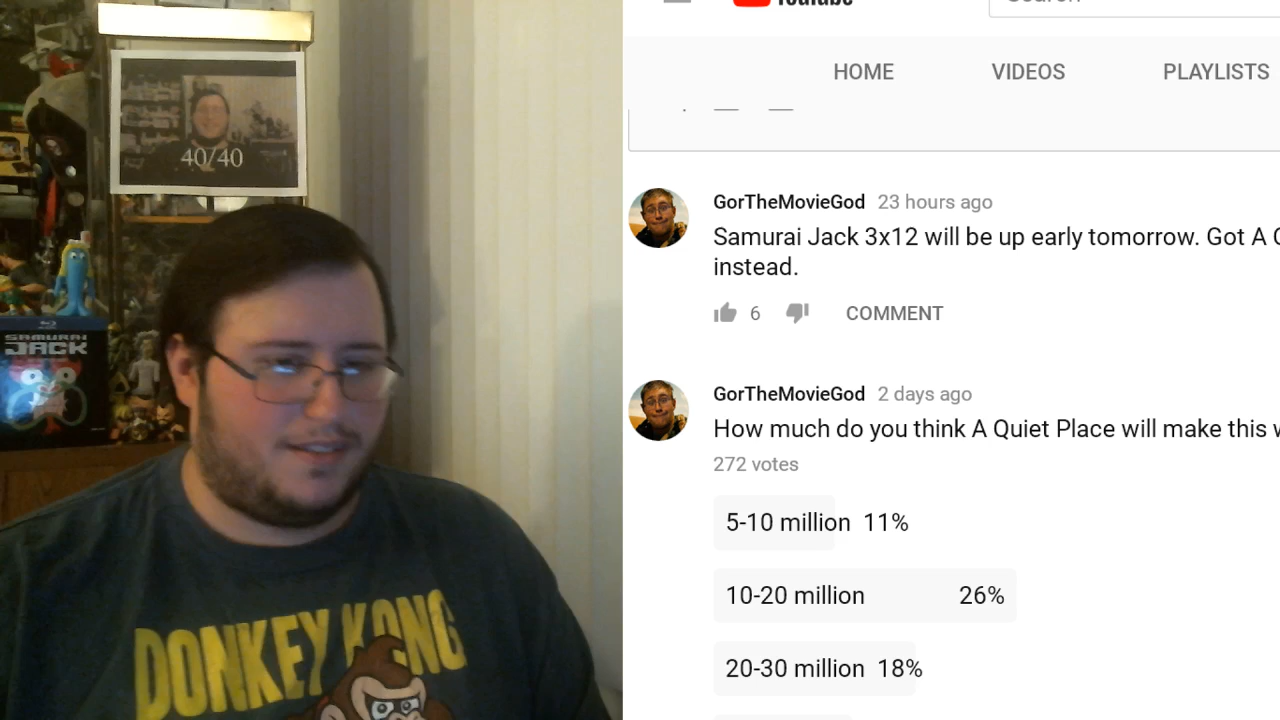 40/40
SAMURAI
JACK
DONKEY KONG
YouTube
Search
HOME VIDEOS PLAYLISTS
GorTheMovieGod 23 hours ago
Samurai Jack 3x12 will be up early tomorrow. Got A
instead.
6 COMMENT
GorTheMovieGod 2 days ago
How much do you think A Quiet Place will make this
272 votes
5-10 million 11%
10-20 million 26%
20-30 million 18%